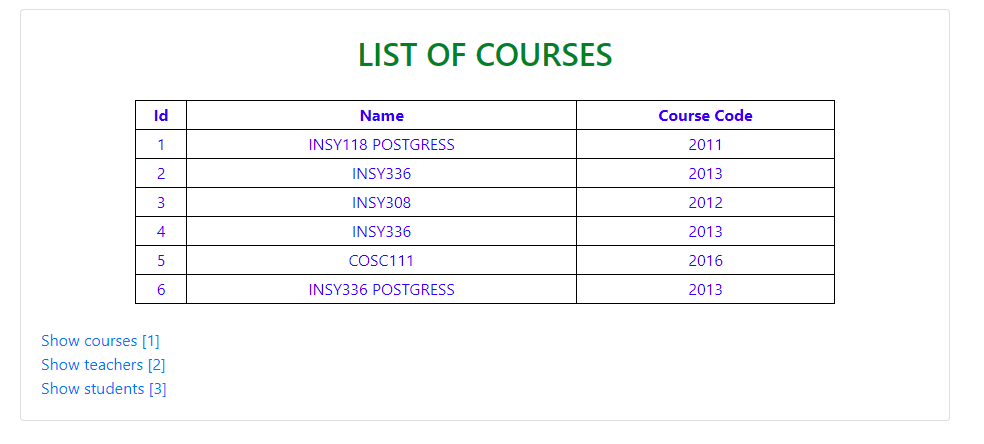 LIST OF COURSES
Id Name Course Code
1 INSY118 POSTGRESS 2011
2 INSY336 2013
3 INSY308 2012
4 INSY336 2013
5 COSC111 2016
6 INSY336 POSTGRESS 2013
Show courses [1]
Show teachers [2]
Show students [3]